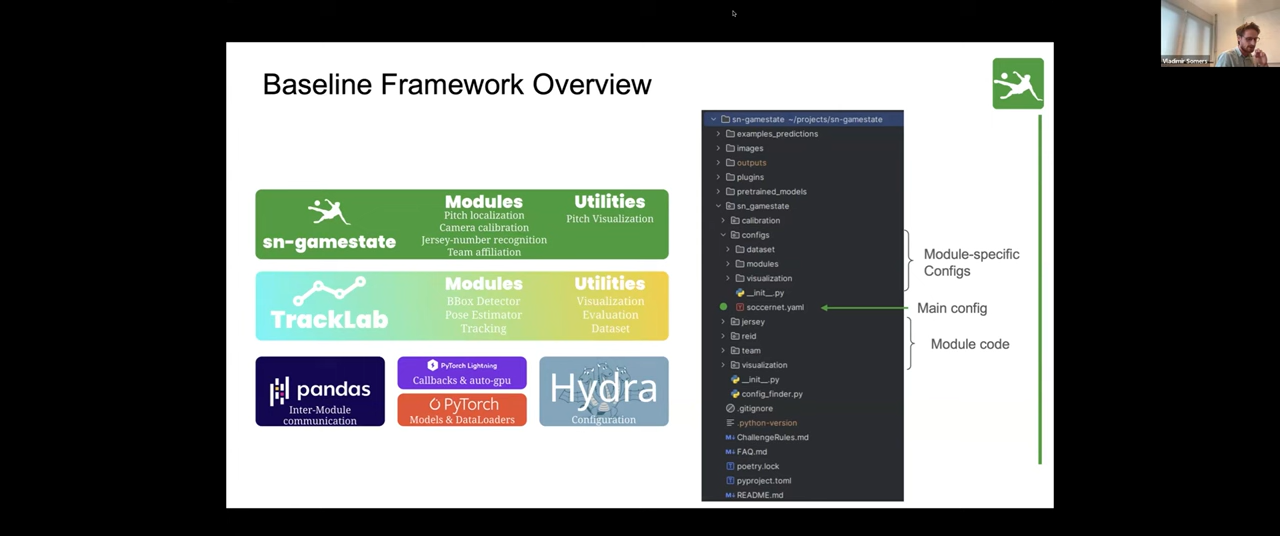 Vladimir Somers
Baseline Framework Overview
sn-gamestate
Modules
Pitch localization
Camera calibration
Jersey-number recognition
Team affiliation
Utilities
Pitch Visualization
TrackLab
Modules
BBox Detector
Pose Estimator
Tracking
Utilities
Visualization
Evaluation
Dataset
pandas
Inter-Module
communication
PyTorch Lightning
Callbacks & auto-gpu
PyTorch
Models & DataLoaders
Hydra
Configuration
sn-gamestate ~/projects/sn-gamestate
examples_predictions
images
outputs
plugins
pretrained_models
sn_gamestate
calibration
configs
dataset
modules
visualization
__init__.py
soccernet.yaml
jersey
reid
team
visualization
__init__.py
config_finder.py
.gitignore
.python-version
ChallengeRules.md
FAQ.md
poetry.lock
pyproject.toml
README.md
Module-specific
Configs
Main config
Module code